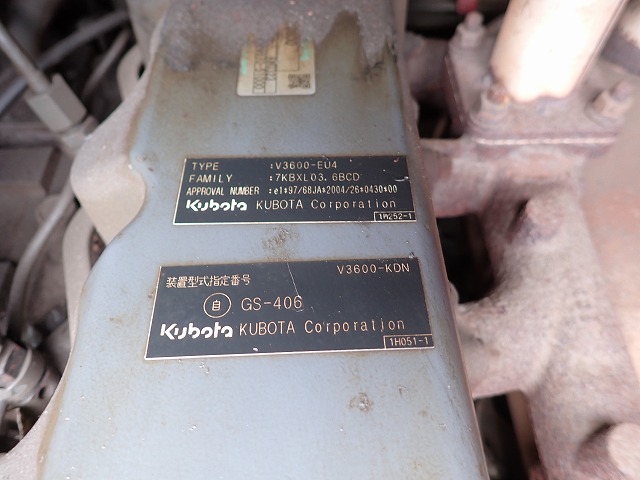 TYPE :V3600-EU4
FAMILY :7KBXL03.6BCD
APPROVAL NUMBER :e1*97/68JA*2004/26*0430*00
Kubota KUBOTA Corporation
1H252-1
装置型式指定番号 V3600-KDN
自 GS-406
Kubota KUBOTA Corporation
1H051-1